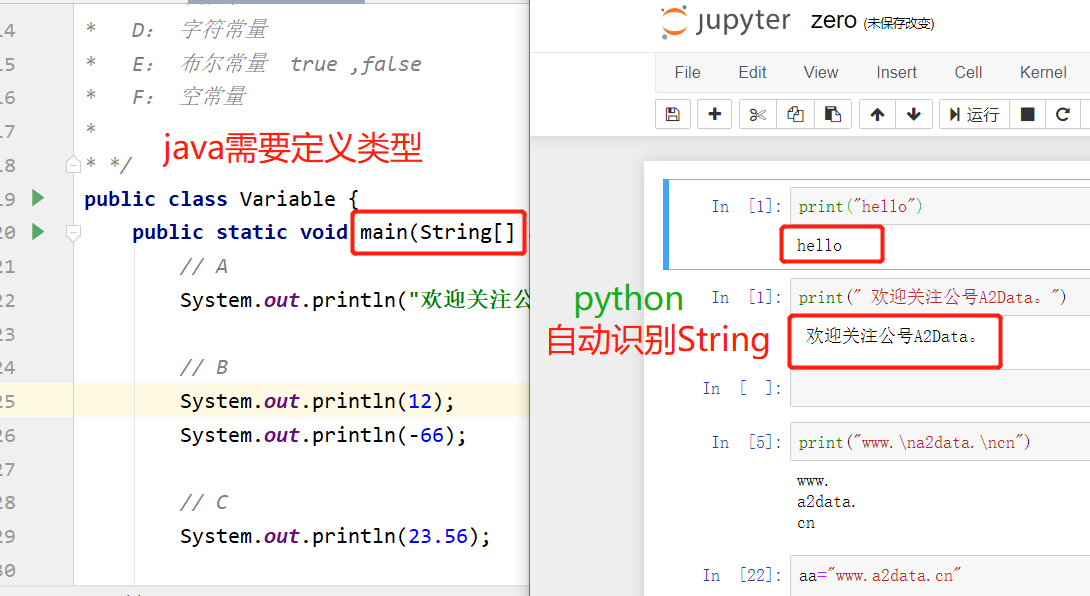 4 * D: 字符常量
5 * E: 布尔常量 true ,false
6 * F: 空常量
7 *
8 * */
java需要定义类型
9 public class Variable {
20 public static void main(String[]
21 // A
22 System.out.println("欢迎关注公
23
24 // B
25 System.out.println(12);
26 System.out.println(-66);
27
28 // C
29 System.out.println(23.56);
30
jupyter zero (未保存改变)
File Edit View Insert Cell Kernel
运行
In [1]: print("hello")
hello
python
自动识别String
In [1]: print(" 欢迎关注公号A2Data。")
欢迎关注公号A2Data。
In [ ]:
In [5]: print("www.\na2data.\ncn")
www.
a2data.
cn
In [22]: aa="www.a2data.cn"